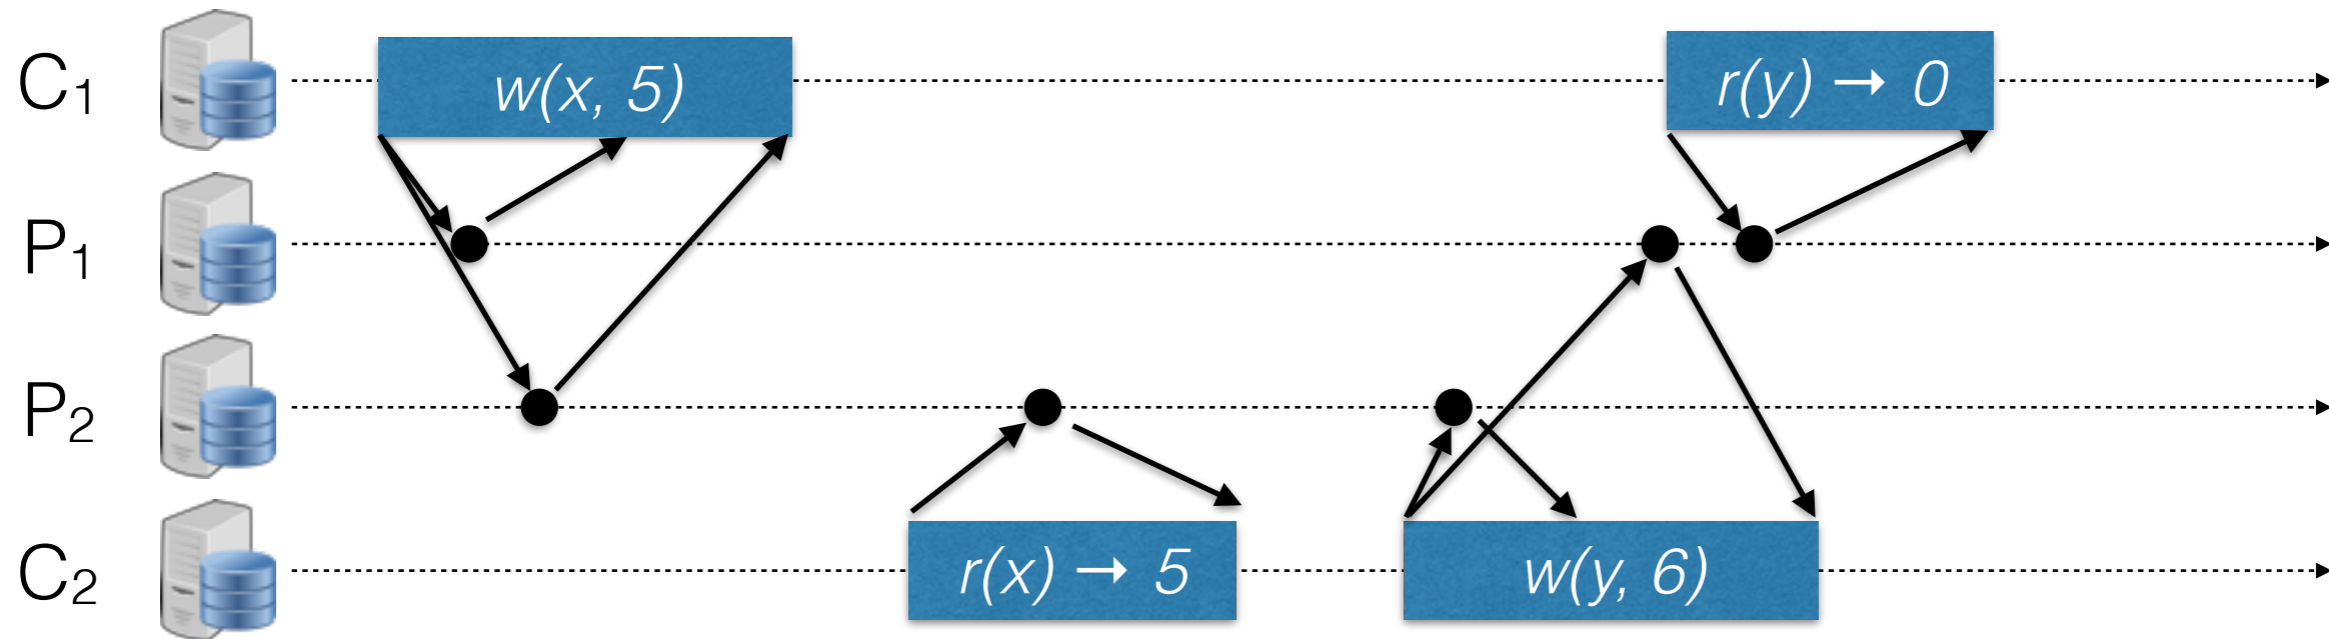 C₁ w(x, 5) r(y) → 0
P₁
P₂
C₂ r(x) → 5 w(y, 6)